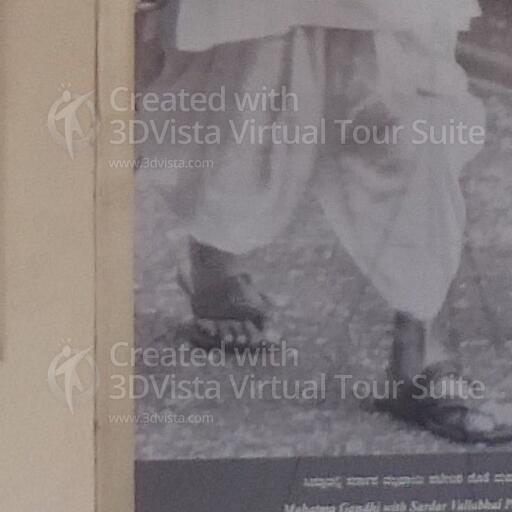 Created with
3DVista Virtual Tour Suite
www.3dvista.com
Created with
3DVista Virtual Tour Suite
www.3dvista.com
Mahatma Gandhi with Sardar Vallabhai